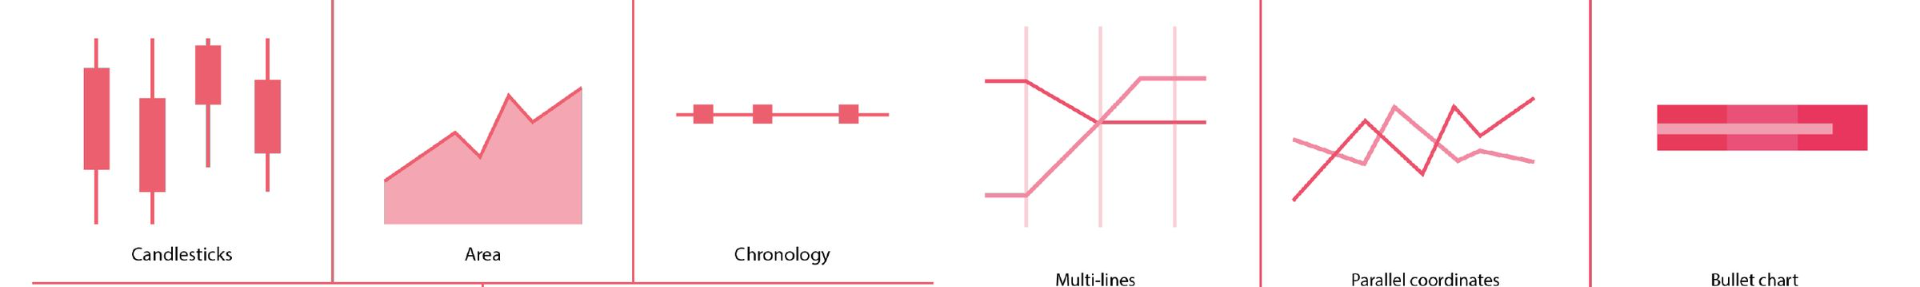 Candlesticks
Area
Chronology
Multi-lines
Parallel coordinates
Bullet chart